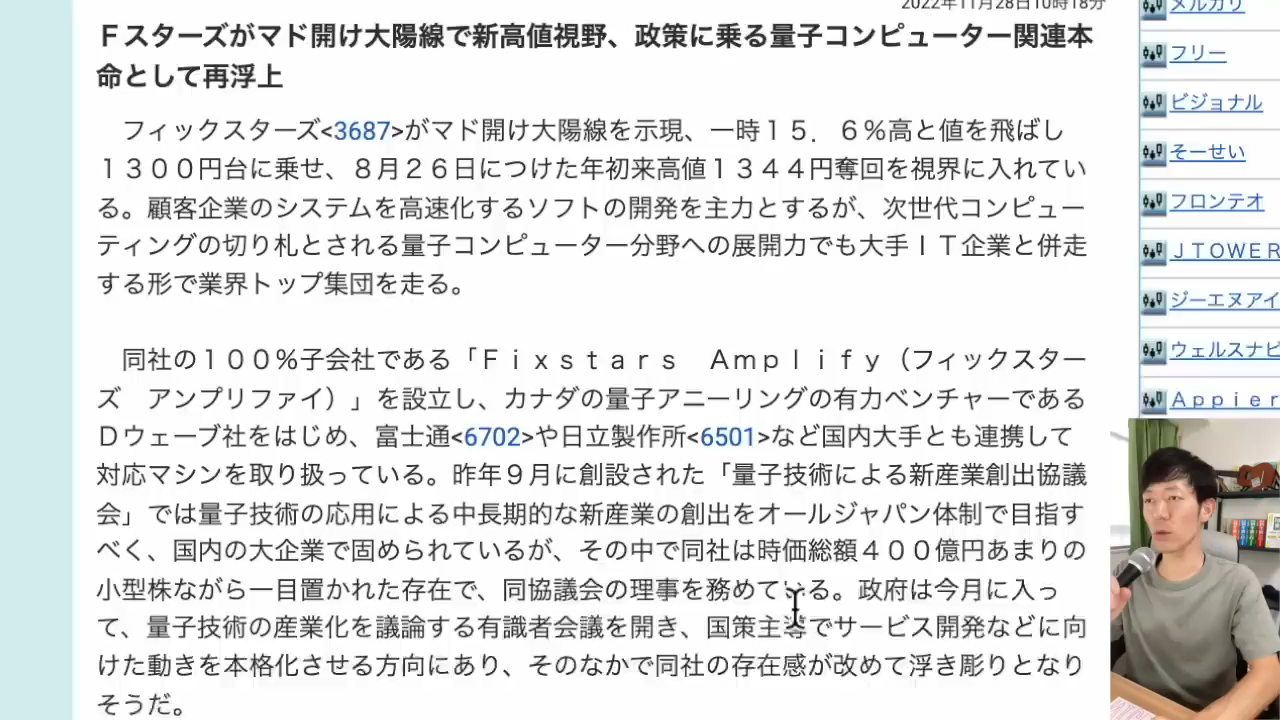 2022年11月28日10時18分
Ｆスターズがマド開け大陽線で新高値視野、政策に乗る量子コンピューター関連本
命として再浮上
フィックスターズ<3687>がマド開け大陽線を示現、一時１５．６％高と値を飛ばし
１３００円台に乗せ、８月２６日につけた年初来高値１３４４円奪回を視界に入れてい
る。顧客企業のシステムを高速化するソフトの開発を主力とするが、次世代コンピュー
ティングの切り札とされる量子コンピューター分野への展開力でも大手ＩＴ企業と併走
する形で業界トップ集団を走る。
同社の１００％子会社である「Ｆｉｘｓｔａｒｓ　Ａｍｐｌｉｆｙ（フィックスター
ズ　アンプリファイ）」を設立し、カナダの量子アニーリングの有力ベンチャーである
Ｄウェーブ社をはじめ、富士通<6702>や日立製作所<6501>など国内大手とも連携して
対応マシンを取り扱っている。昨年９月に創設された「量子技術による新産業創出協議
会」では量子技術の応用による中長期的な新産業の創出をオールジャパン体制で目指す
べく、国内の大企業で固められているが、その中で同社は時価総額４００億円あまりの
小型株ながら一目置かれた存在で、同協議会の理事を務めている。政府は今月に入っ
て、量子技術の産業化を議論する有識者会議を開き、国策主導でサービス開発などに向
けた動きを本格化させる方向にあり、そのなかで同社の存在感が改めて浮き彫りとなり
そうだ。
メルカリ
フリー
ビジョナル
そーせい
フロンテオ
ＪＴＯＷＥＲ
ジーエヌアイ
ウェルスナビ
Ａｐｐｉｅｒ